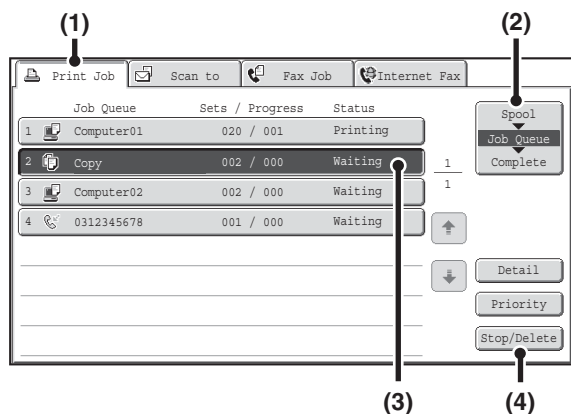 (1) (2)
Print Job Scan to Fax Job Internet Fax
Job Queue Sets / Progress Status
Spool
Job Queue
Complete
1 Computer01 020 / 001 Printing
2 Copy 002 / 000 Waiting
3 Computer02 002 / 000 Waiting
4 0312345678 001 / 000 Waiting
1
1
Detail
Priority
Stop/Delete
(3) (4)